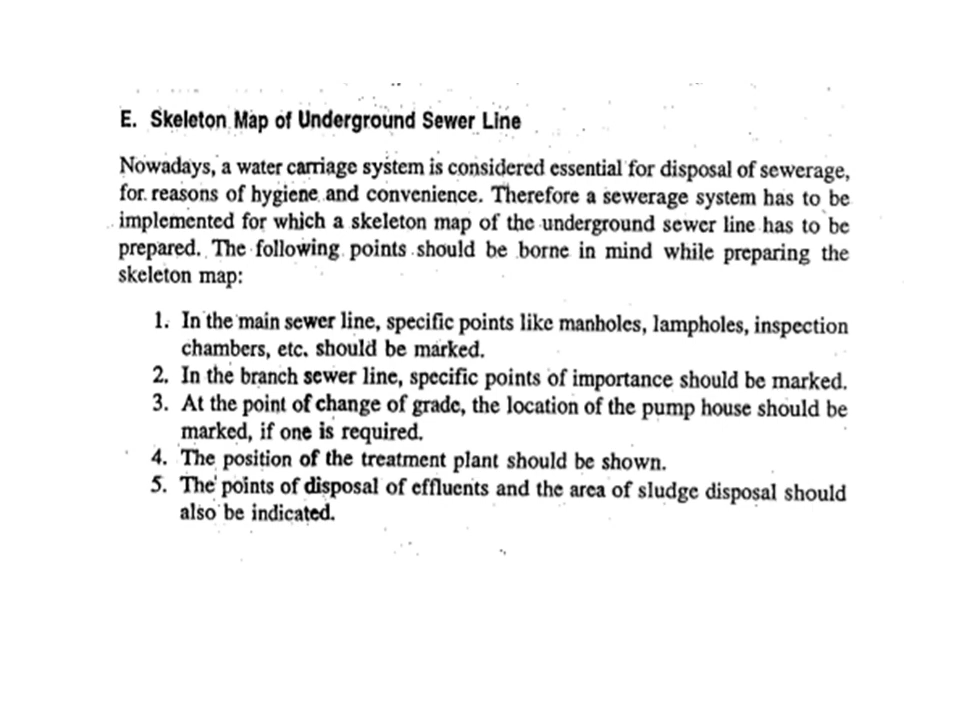 E. Skeleton Map of Underground Sewer Line
Nowadays, a water carriage system is considered essential for disposal of sewerage,
for reasons of hygiene and convenience. Therefore a sewerage system has to be
implemented for which a skeleton map of the underground sewer line has to be
prepared. The following points should be borne in mind while preparing the
skeleton map:
1. In the main sewer line, specific points like manholes, lampholes, inspection
chambers, etc. should be marked.
2. In the branch sewer line, specific points of importance should be marked.
3. At the point of change of grade, the location of the pump house should be
marked, if one is required.
4. The position of the treatment plant should be shown.
5. The points of disposal of effluents and the area of sludge disposal should
also be indicated.